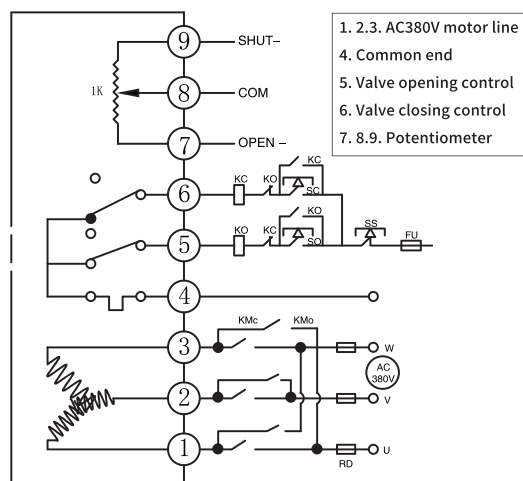 1. 2.3. AC380V motor line
4. Common end
5. Valve opening control
6. Valve closing control
7. 8.9. Potentiometer
9 SHUT-
1K 8 COM
7 OPEN -
KC
6 KC KO SC
KO SS FU
5 KO KC SO
4
KMc KMo
3 W
AC 380V
2 V
1 U
RD